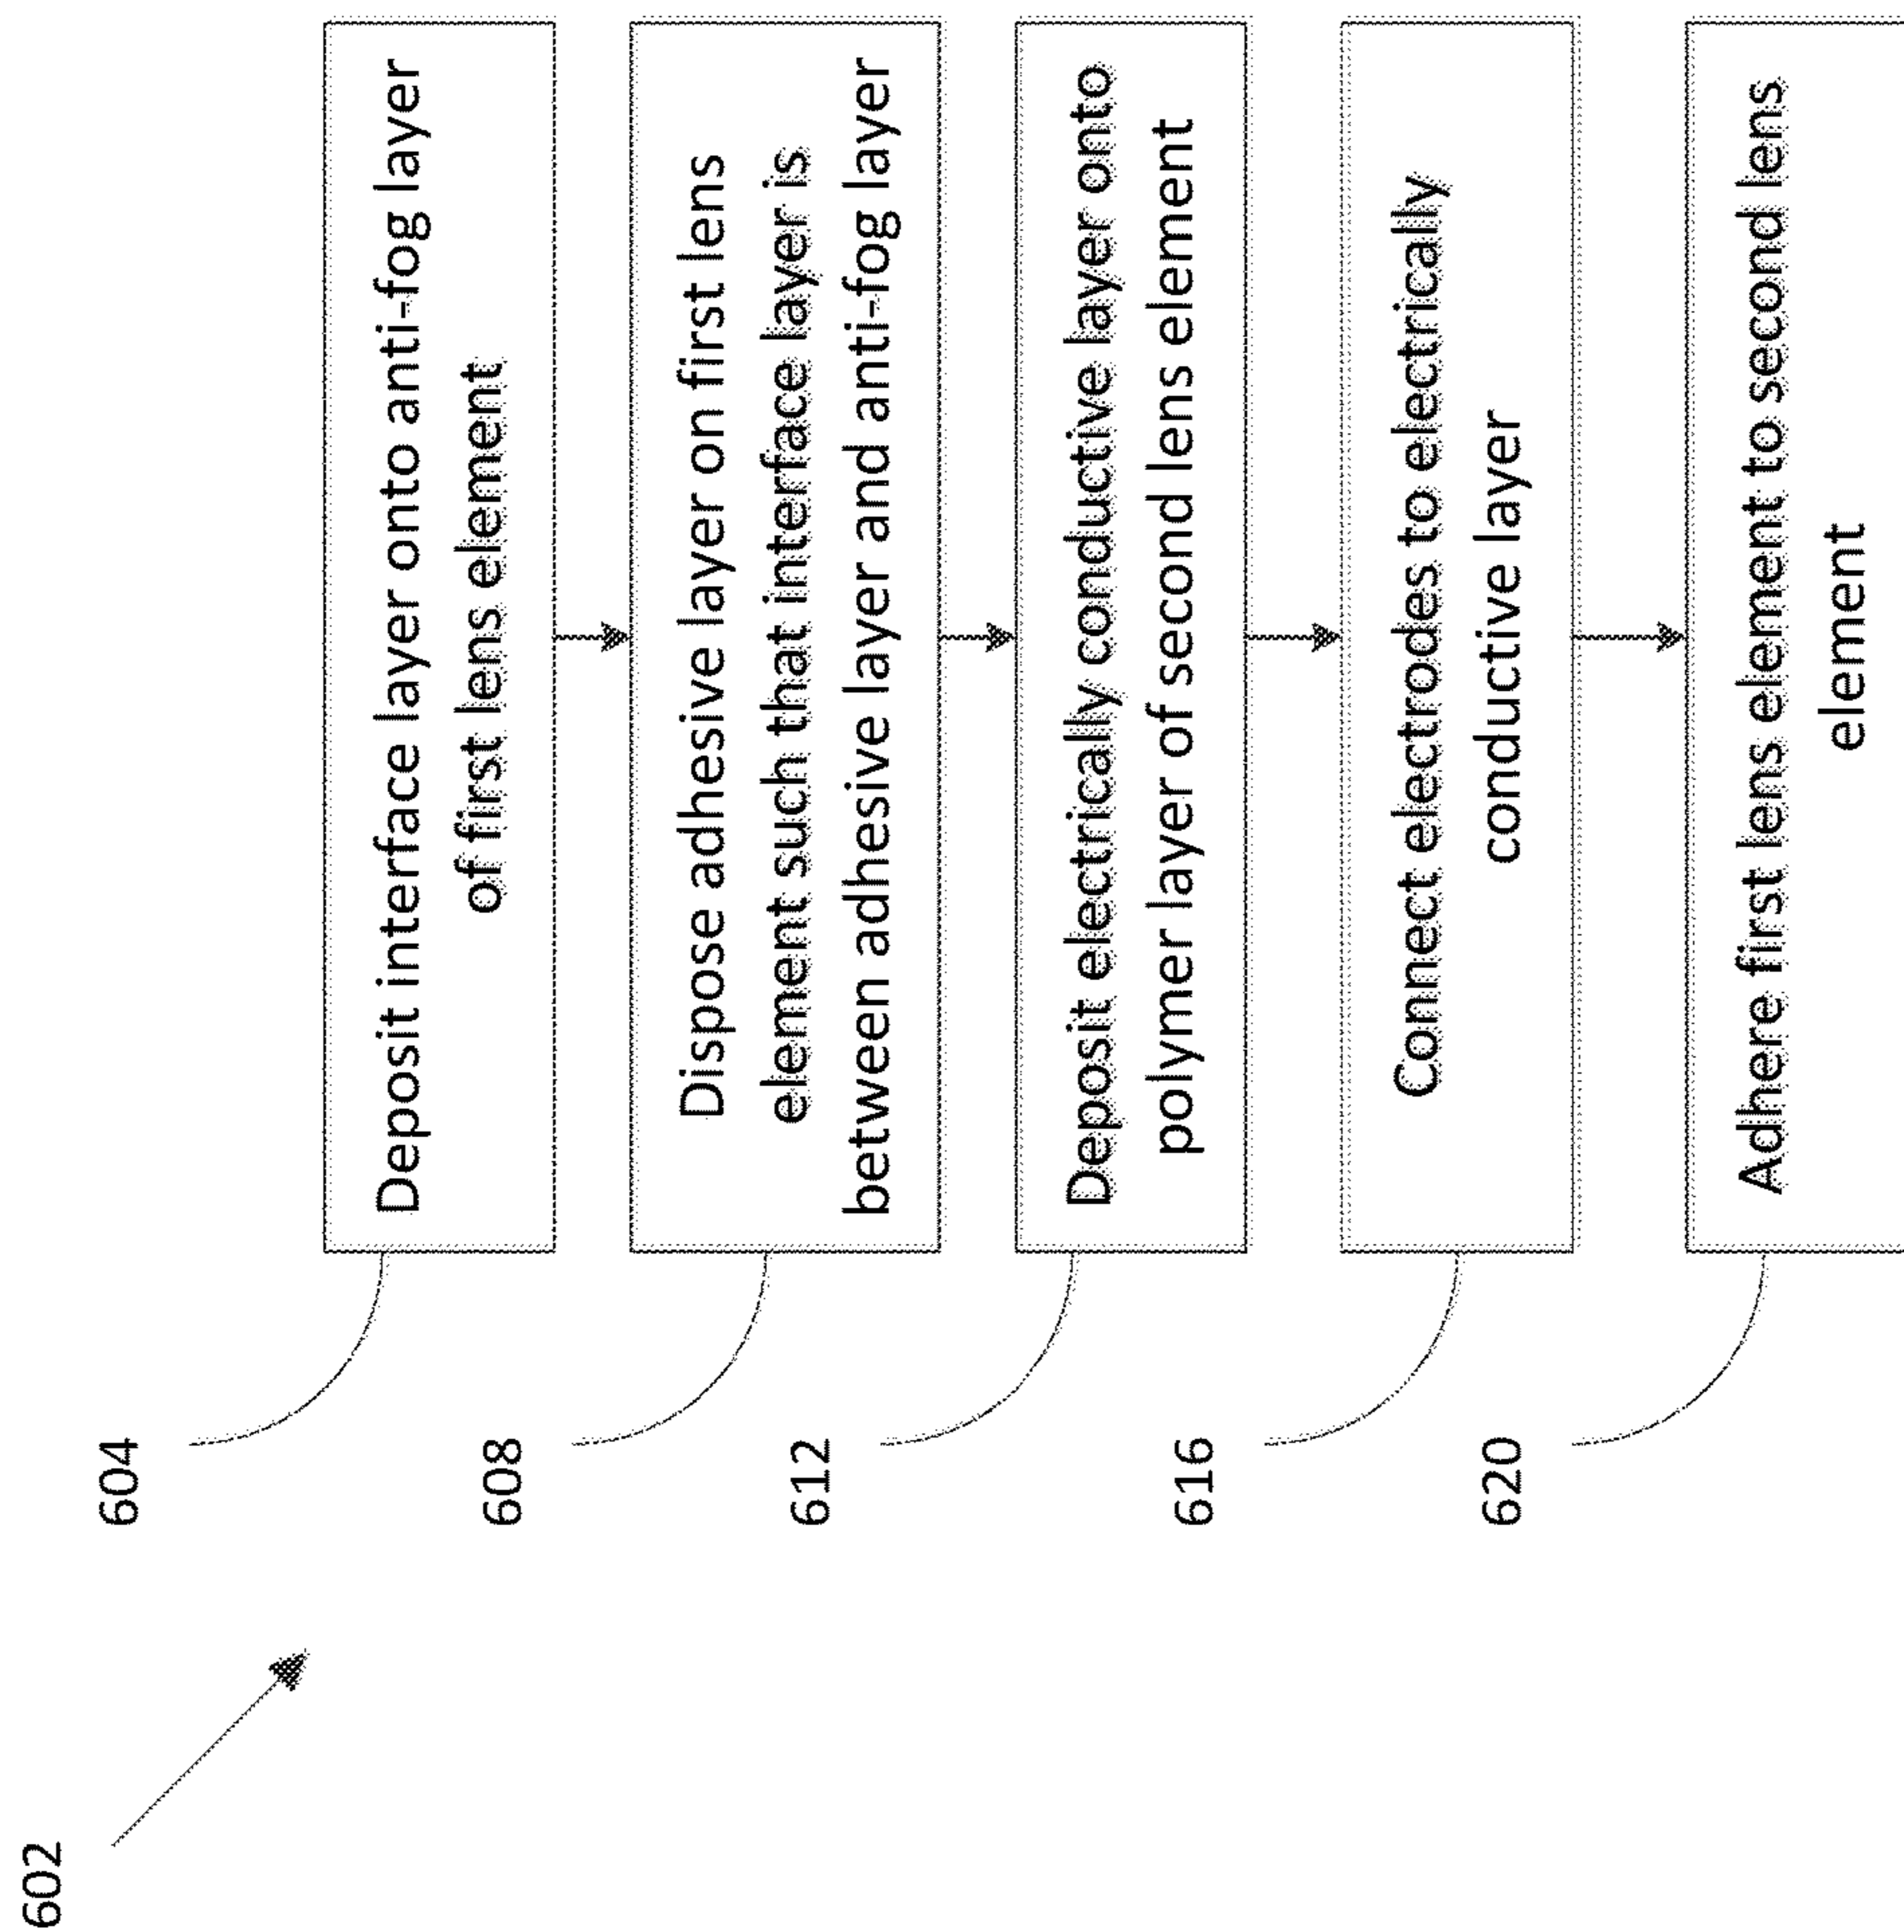 602
604
Deposit interface layer onto anti-fog layer
of first lens element
608
Dispose adhesive layer on first lens
element such that interface layer is
between adhesive layer and anti-fog layer
612
Deposit electrically conductive layer onto
polymer layer of second lens element
616
Connect electrodes to electrically
conductive layer
620
Adhere first lens element to second lens
element